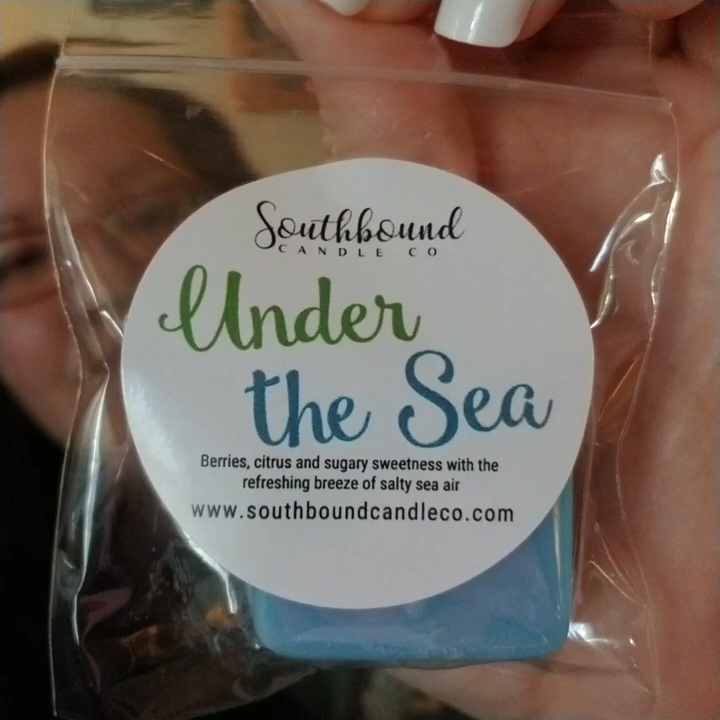 Southbound
CANDLE CO
Under
the Sea
Berries, citrus and sugary sweetness with the
refreshing breeze of salty sea air
www.southboundcandleco.com